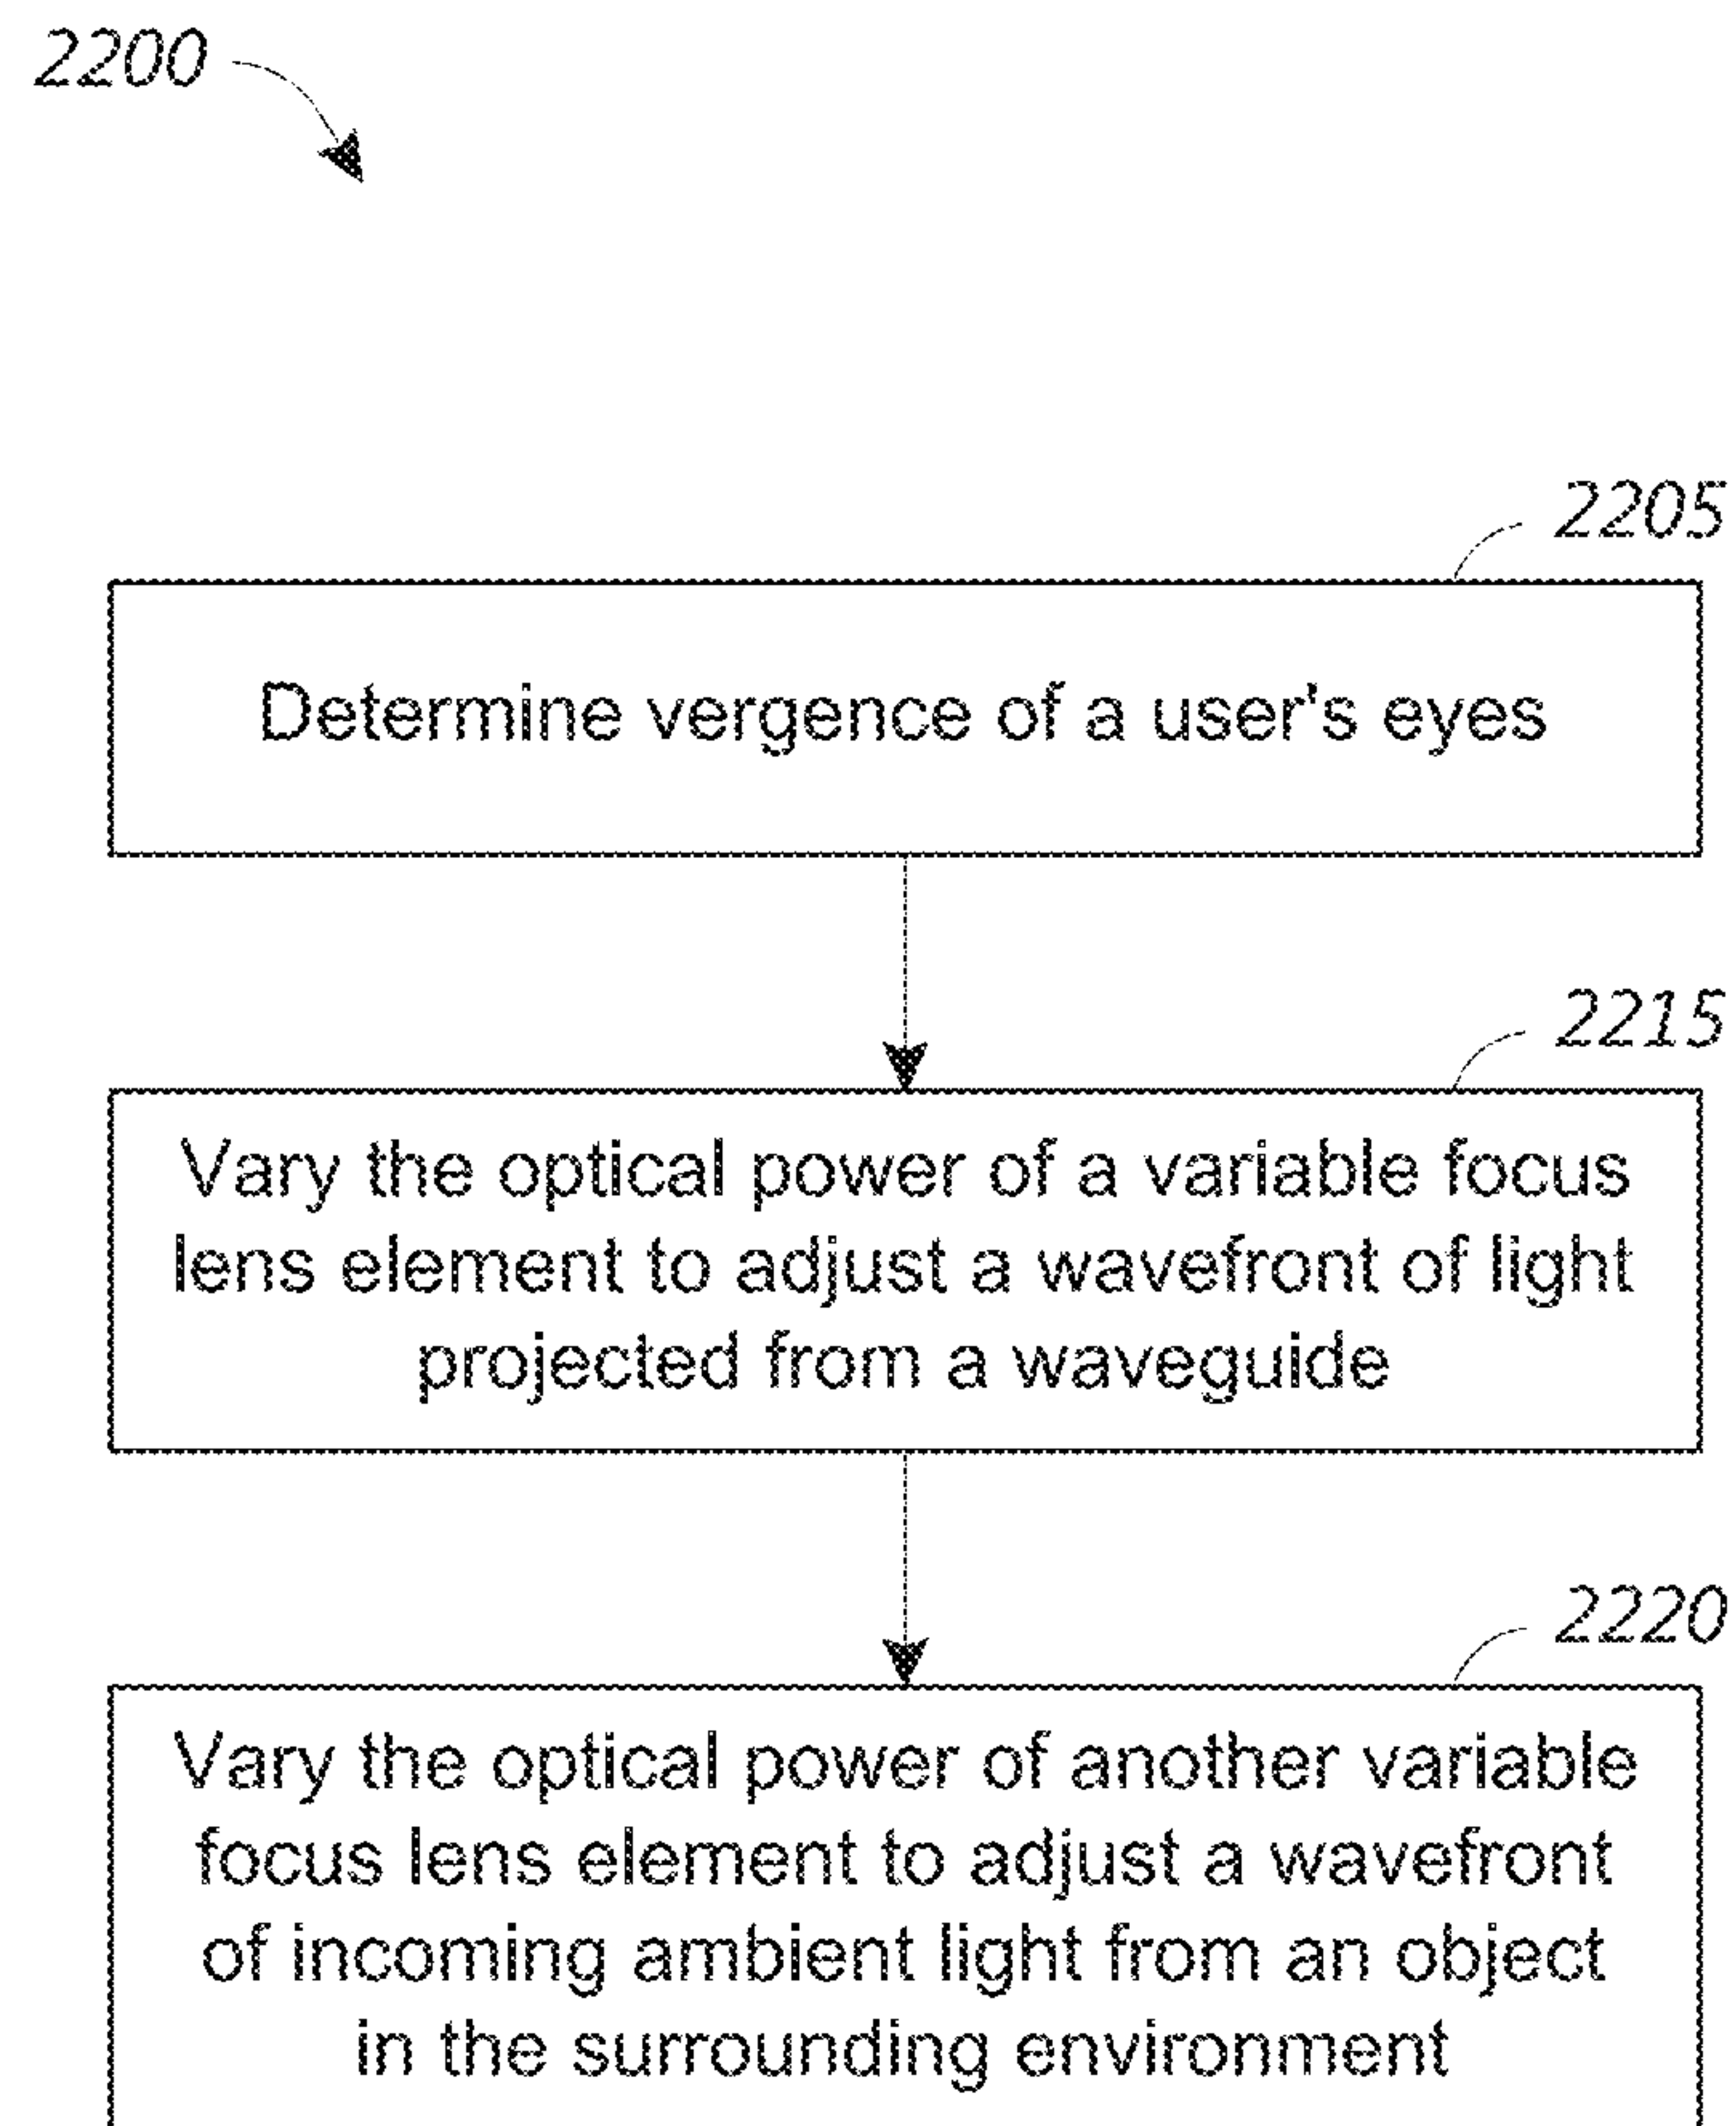 2200
2205
Determine vergence of a user's eyes
2215
Vary the optical power of a variable focus
lens element to adjust a wavefront of light
projected from a waveguide
2220
Vary the optical power of another variable
focus lens element to adjust a wavefront
of incoming ambient light from an object
in the surrounding environment